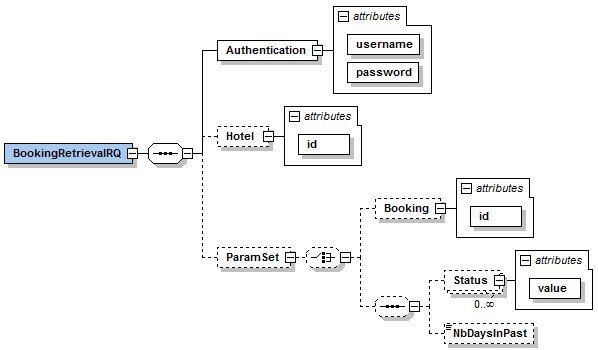 attributes
username
Authentication
password
attributes
Hotel
id
BookingRetrievalRQ
attributes
Booking
id
ParamSet
attributes
Status
value
0..∞
NbDaysInPast